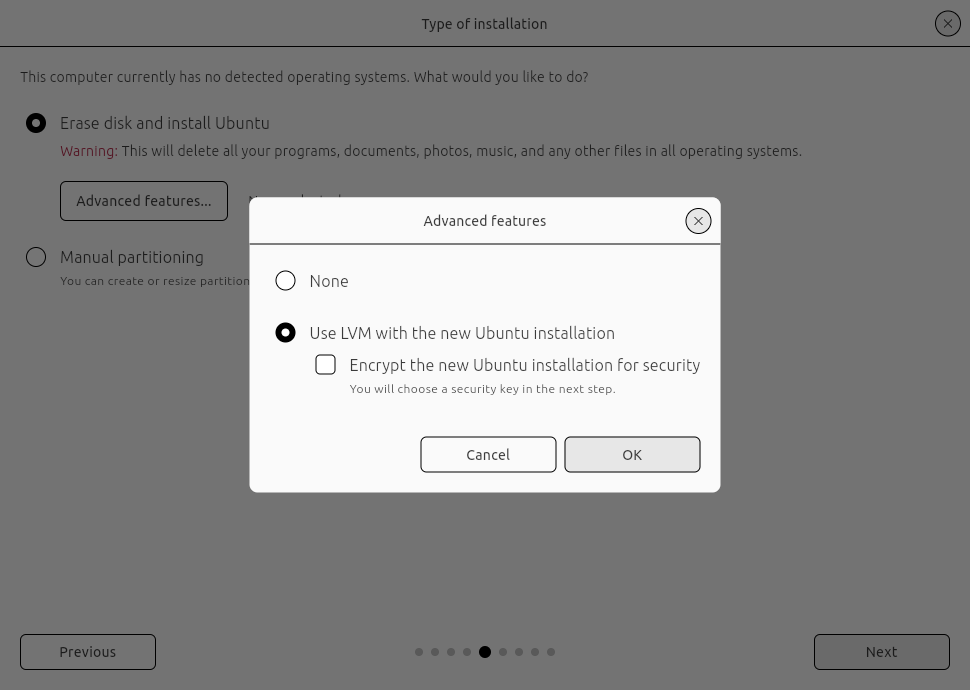 Type of installation
This computer currently has no detected operating systems. What would you like to do?
Erase disk and install Ubuntu
Warning: This will delete all your programs, documents, photos, music, and any other files in all operating systems.
Advanced features...
Manual partitioning
You can create or resize partition
Advanced features
None
Use LVM with the new Ubuntu installation
Encrypt the new Ubuntu installation for security
You will choose a security key in the next step.
Cancel
OK
Previous
Next